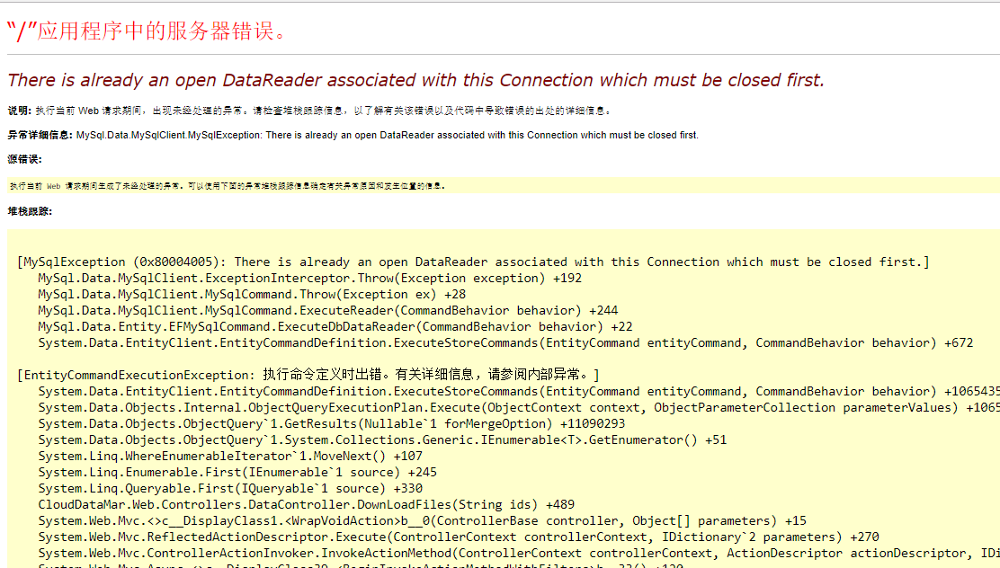 “/”应用程序中的服务器错误。
There is already an open DataReader associated with this Connection which must be closed first.
说明: 执行当前 Web 请求期间，出现未经处理的异常。请检查堆栈跟踪信息，以了解有关该错误以及代码中导致错误的出处的详细信息。
异常详细信息: MySql.Data.MySqlClient.MySqlException: There is already an open DataReader associated with this Connection which must be closed first.
源错误:
执行当前 Web 请求期间生成了未经处理的异常。可以使用下面的异常堆栈跟踪信息确定有关异常原因和发生位置的信息。
堆栈跟踪:
[MySqlException (0x80004005): There is already an open DataReader associated with this Connection which must be closed first.]
MySql.Data.MySqlClient.ExceptionInterceptor.Throw(Exception exception) +192
MySql.Data.MySqlClient.MySqlCommand.Throw(Exception ex) +28
MySql.Data.MySqlClient.MySqlCommand.ExecuteReader(CommandBehavior behavior) +244
MySql.Data.Entity.EFMySqlCommand.ExecuteDbDataReader(CommandBehavior behavior) +22
System.Data.EntityClient.EntityCommandDefinition.ExecuteStoreCommands(EntityCommand entityCommand, CommandBehavior behavior) +672
[EntityCommandExecutionException: 执行命令定义时出错。有关详细信息，请参阅内部异常。]
System.Data.EntityClient.EntityCommandDefinition.ExecuteStoreCommands(EntityCommand entityCommand, CommandBehavior behavior) +1065435
System.Data.Objects.Internal.ObjectQueryExecutionPlan.Execute(ObjectContext context, ObjectParameterCollection parameterValues) +1065
System.Data.Objects.ObjectQuery`1.GetResults(Nullable`1 forMergeOption) +11090293
System.Data.Objects.ObjectQuery`1.System.Collections.Generic.IEnumerable<T>.GetEnumerator() +51
System.Linq.WhereEnumerableIterator`1.MoveNext() +107
System.Linq.Enumerable.First(IEnumerable`1 source) +245
System.Linq.Queryable.First(IQueryable`1 source) +330
CloudDataMar.Web.Controllers.DataController.DownLoadFiles(String ids) +489
System.Web.Mvc.<>c__DisplayClass1.<WrapVoidAction>b__0(ControllerBase controller, Object[] parameters) +15
System.Web.Mvc.ReflectedActionDescriptor.Execute(ControllerContext controllerContext, IDictionary`2 parameters) +270
System.Web.Mvc.ControllerActionInvoker.InvokeActionMethod(ControllerContext controllerContext, ActionDescriptor actionDescriptor, IDi